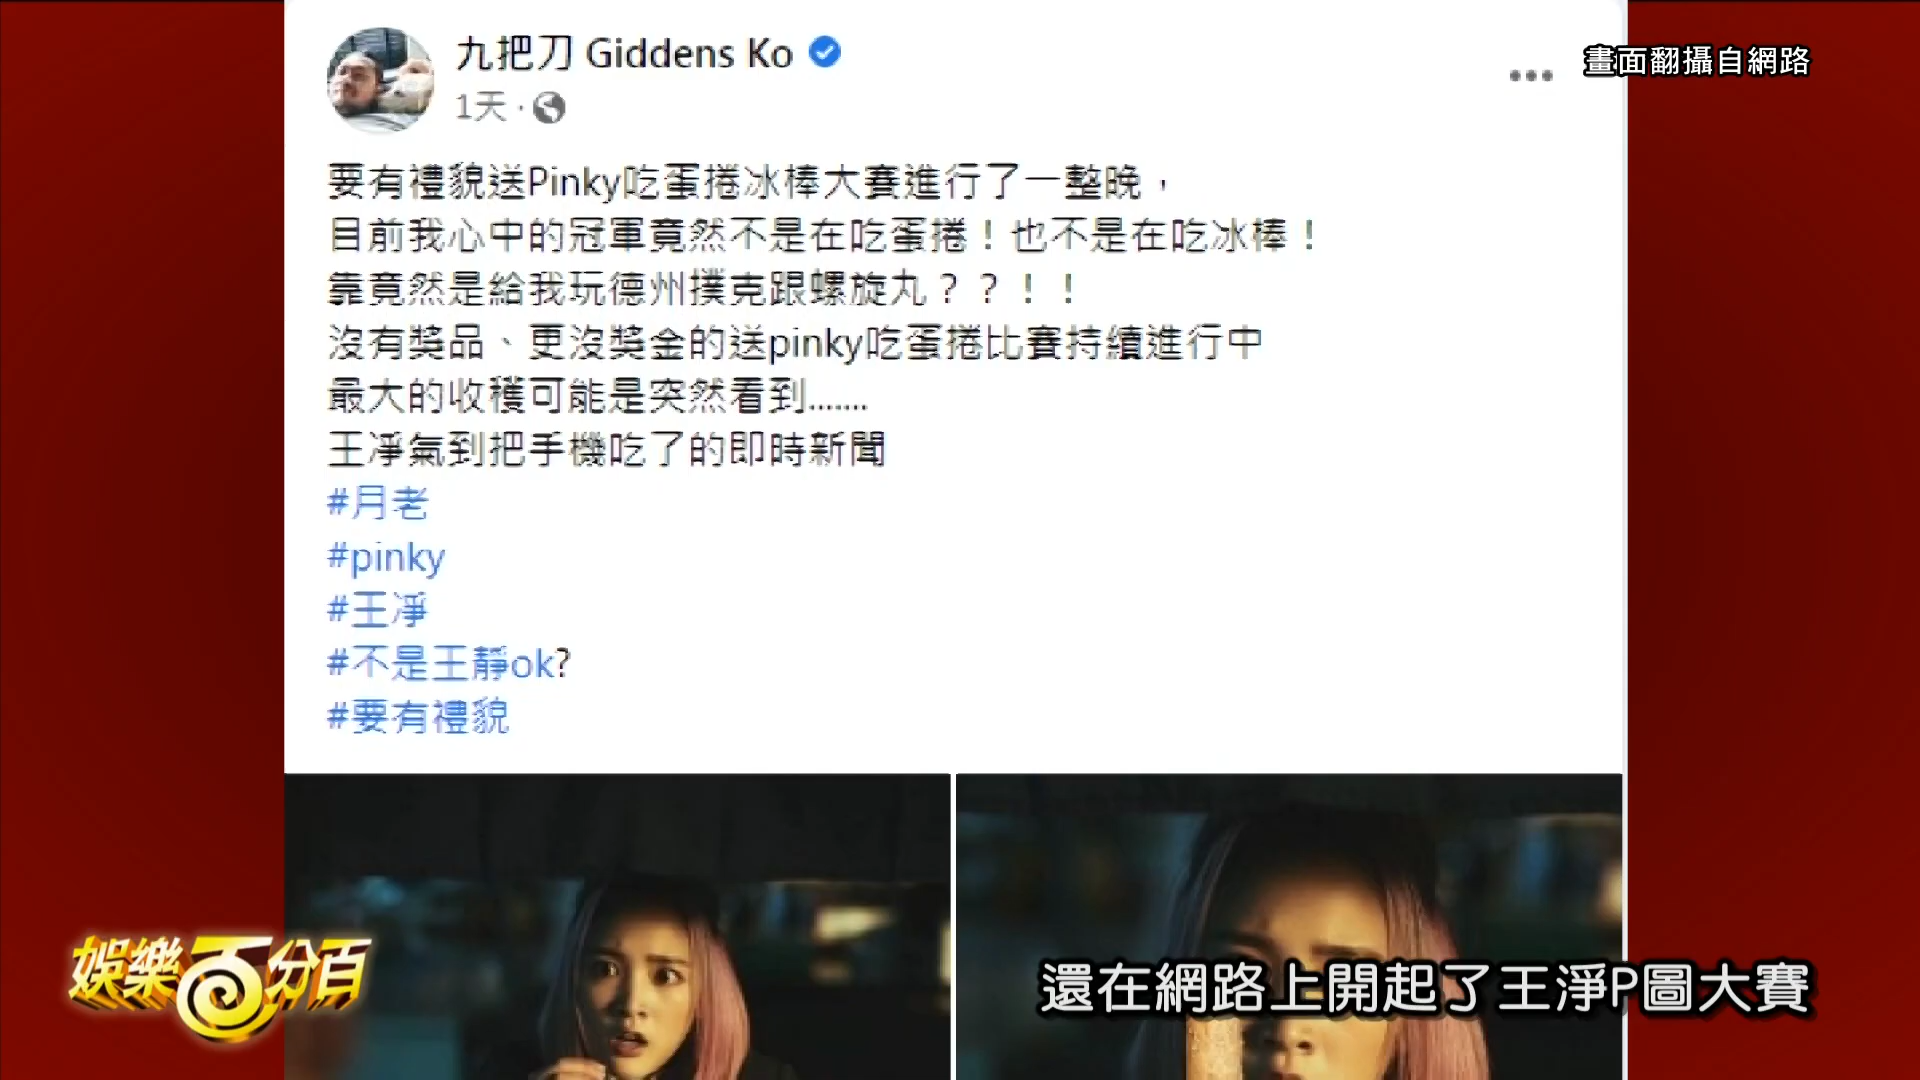 九把刀 Giddens Ko
1天
畫面翻攝自網路
要有禮貌送Pinky吃蛋捲冰棒大賽進行了一整晚，
目前我心中的冠軍竟然不是在吃蛋捲！也不是在吃冰棒！
靠竟然是給我玩德州撲克跟螺旋丸？？！！
沒有獎品、更沒獎金的送pinky吃蛋捲比賽持續進行中
最大的收穫可能是突然看到.......
王淨氣到把手機吃了的即時新聞
#月老
#pinky
#王淨
#不是王靜ok?
#要有禮貌
娛樂百分百
還在網路上開起了王淨P圖大賽